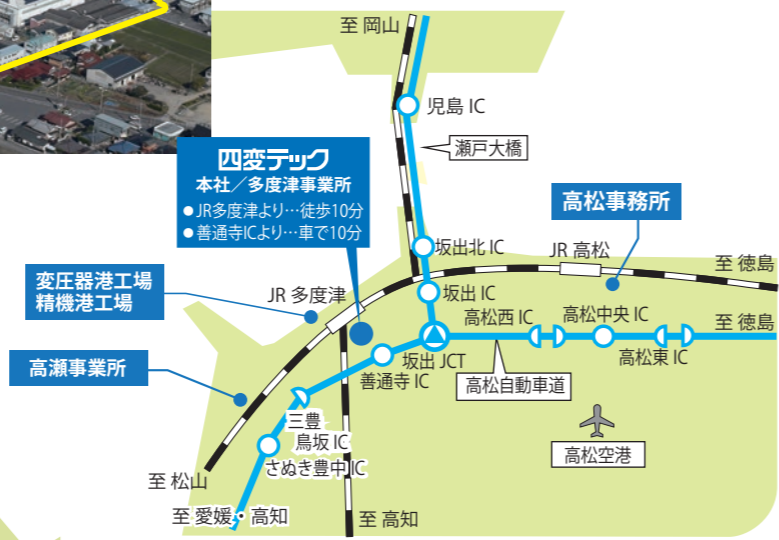 至 岡山
児島 IC
瀬戸大橋
四変テック
本社／多度津事業所
●JR多度津より…徒歩10分
●善通寺ICより…車で10分
高松事務所
坂出北 IC
JR 高松
至 徳島
変圧器港工場
精機港工場
JR 多度津
坂出 IC
高松西 IC
高松中央 IC
至 徳島
高松東 IC
坂出 JCT
善通寺 IC
高瀬事業所
高松自動車道
三豊
鳥坂 IC
さぬき豊中 IC
高松空港
至 松山
至 愛媛・高知
至 高知